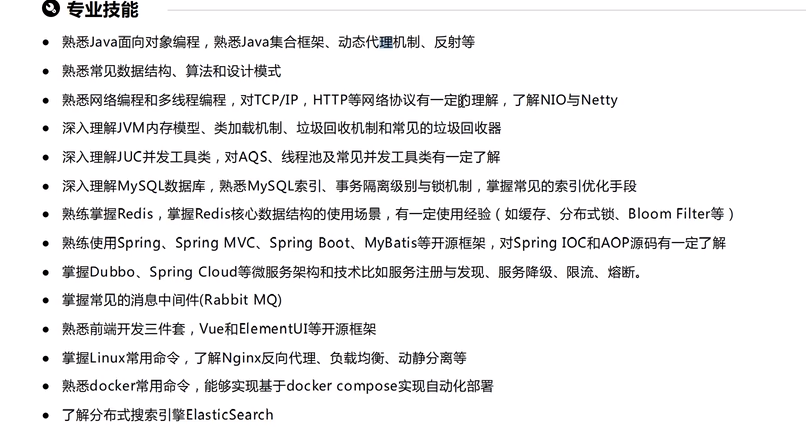 专业技能
● 熟悉Java面向对象编程，熟悉Java集合框架、动态代理机制、反射等
● 熟悉常见数据结构、算法和设计模式
● 熟悉网络编程和多线程编程，对TCP/IP，HTTP等网络协议有一定的理解，了解NIO与Netty
● 深入理解JVM内存模型、类加载机制、垃圾回收机制和常见的垃圾回收器
● 深入理解JUC并发工具类，对AQS、线程池及常见并发工具类有一定了解
● 深入理解MySQL数据库，熟悉MySQL索引、事务隔离级别与锁机制，掌握常见的索引优化手段
● 熟练掌握Redis，掌握Redis核心数据结构的使用场景，有一定使用经验（如缓存、分布式锁、Bloom Filter等）
● 熟练使用Spring、Spring MVC、Spring Boot、MyBatis等开源框架，对Spring IOC和AOP源码有一定了解
● 掌握Dubbo、Spring Cloud等微服务架构和技术比如服务注册与发现、服务降级、限流、熔断。
● 掌握常见的消息中间件(Rabbit MQ)
● 熟悉前端开发三件套，Vue和ElementUI等开源框架
● 掌握Linux常用命令，了解Nginx反向代理、负载均衡、动静分离等
● 熟悉docker常用命令，能够实现基于docker compose实现自动化部署
● 了解分布式搜索引擎ElasticSearch